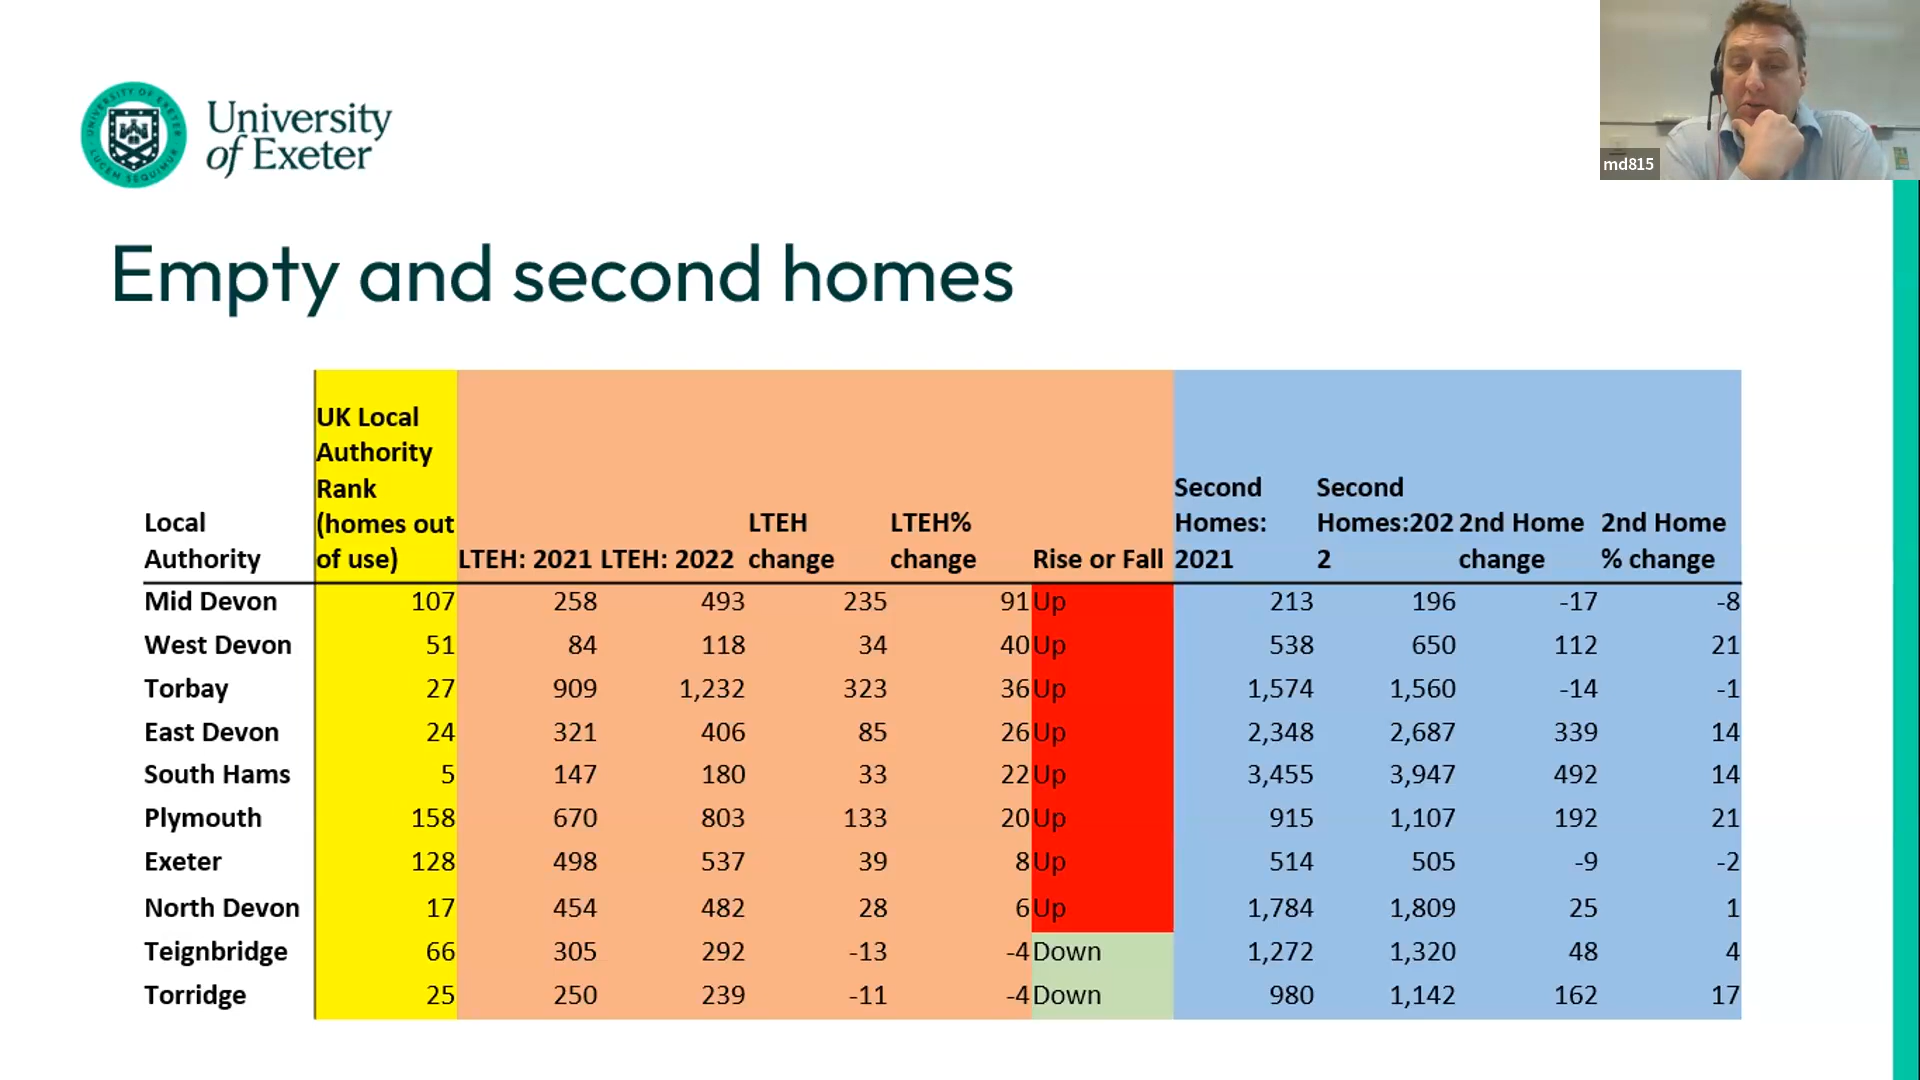 md815
UNIVERSITY OF EXETER
LUCEM SEQUIMUR
University
of Exeter
Empty and second homes
Local
Authority
UK Local
Authority
Rank
(homes out
of use)
LTEH: 2021
LTEH: 2022
LTEH
change
LTEH%
change
Rise or Fall
Second
Homes:
2021
Second
Homes:202
2
2nd Home
change
2nd Home
% change
Mid Devon 107 258 493 235 91 Up 213 196 -17 -8
West Devon 51 84 118 34 40 Up 538 650 112 21
Torbay 27 909 1,232 323 36 Up 1,574 1,560 -14 -1
East Devon 24 321 406 85 26 Up 2,348 2,687 339 14
South Hams 5 147 180 33 22 Up 3,455 3,947 492 14
Plymouth 158 670 803 133 20 Up 915 1,107 192 21
Exeter 128 498 537 39 8 Up 514 505 -9 -2
North Devon 17 454 482 28 6 Up 1,784 1,809 25 1
Teignbridge 66 305 292 -13 -4 Down 1,272 1,320 48 4
Torridge 25 250 239 -11 -4 Down 980 1,142 162 17